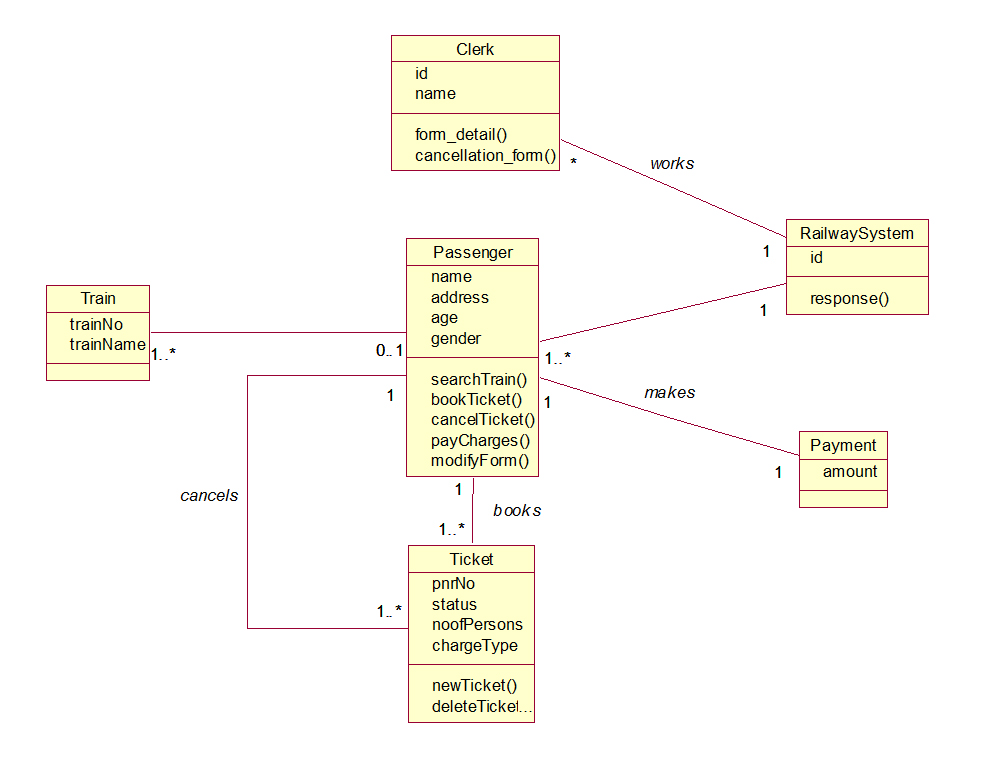 Clerk
id
name
form_detail()
cancellation_form()
*
works
RailwaySystem
id
response()
1
1
Passenger
name
address
age
gender
searchTrain()
bookTicket()
cancelTicket()
payCharges()
modifyForm()
Train
trainNo
trainName
1..*
0..1
1..*
1
1
makes
Payment
amount
1
cancels
1
books
1..*
1..*
Ticket
pnrNo
status
noofPersons
chargeType
newTicket()
deleteTicket...